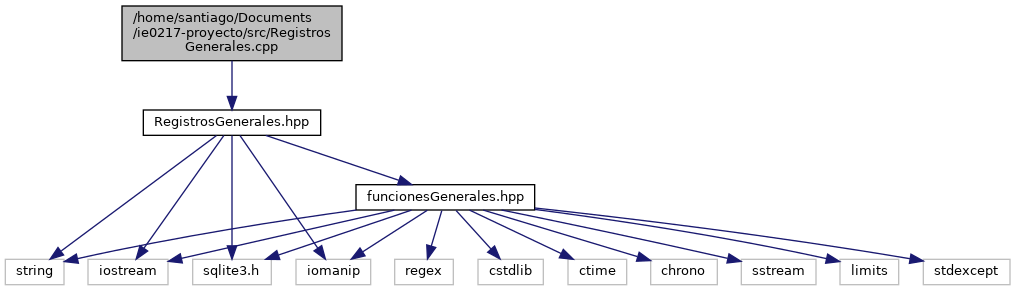 /home/santiago/Documents
/ie0217-proyecto/src/Registros
Generales.cpp
RegistrosGenerales.hpp
funcionesGenerales.hpp
string
iostream
sqlite3.h
iomanip
regex
cstdlib
ctime
chrono
sstream
limits
stdexcept